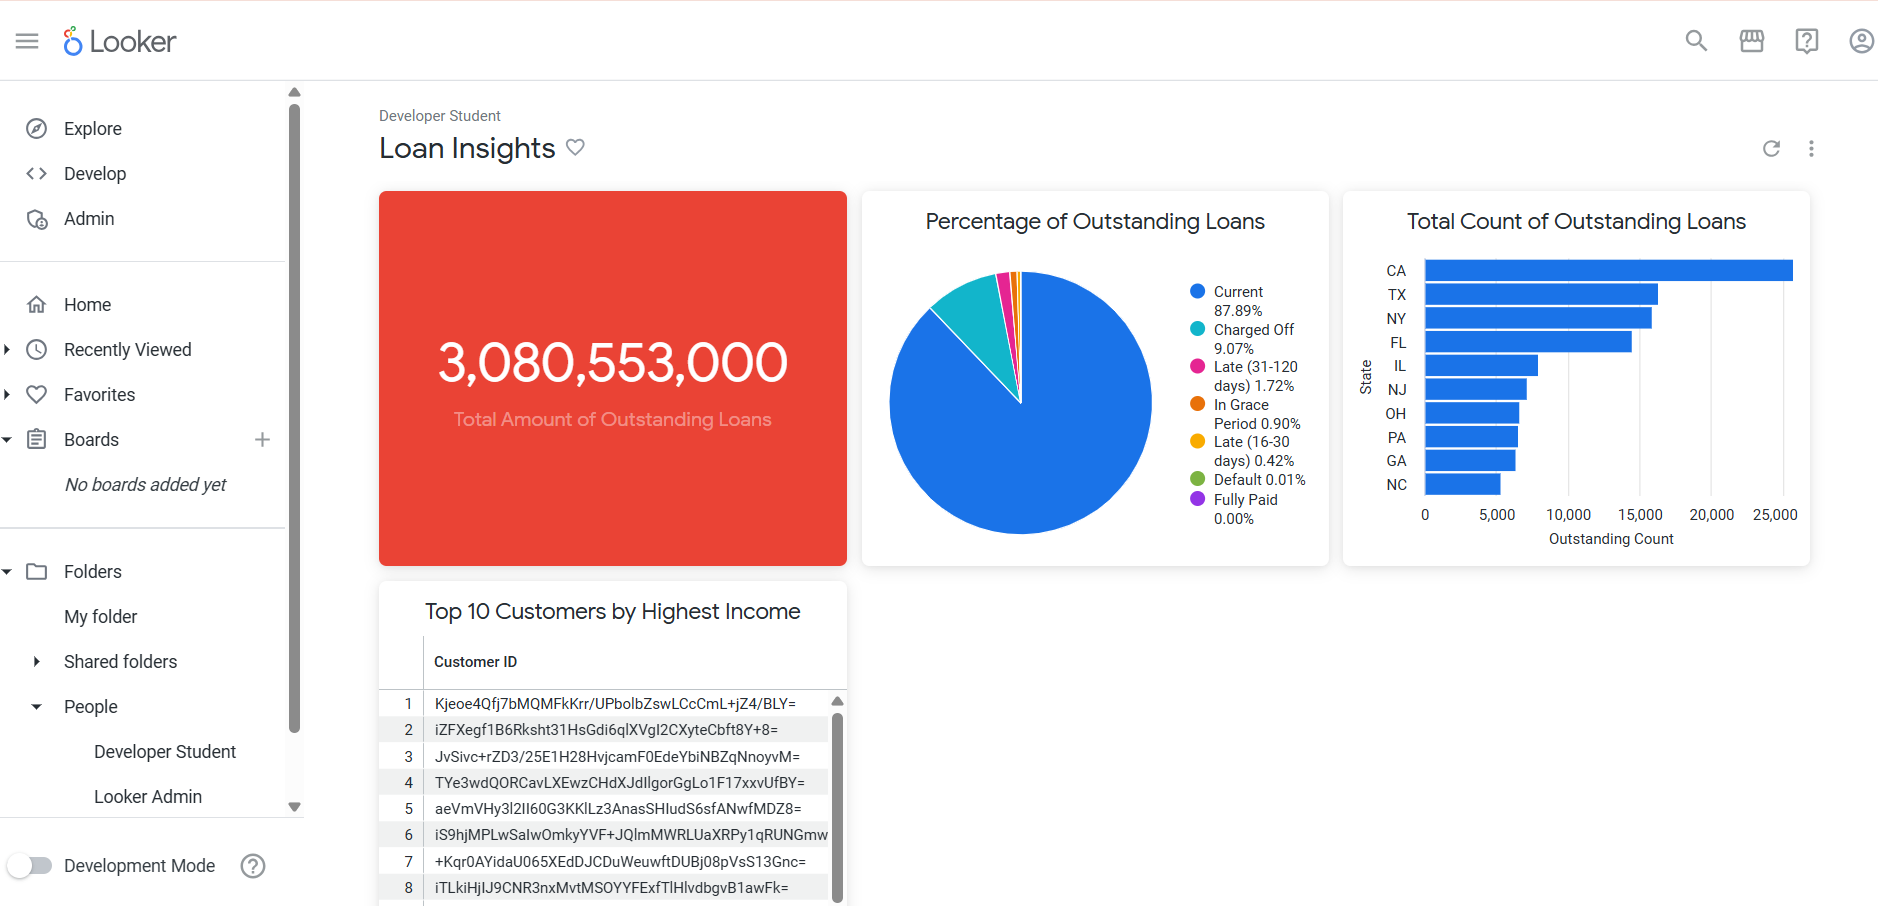 Looker
Explore
Develop
Admin
Home
Recently Viewed
Favorites
Boards
No boards added yet
Folders
My folder
Shared folders
People
Developer Student
Looker Admin
Development Mode
Developer Student
Loan Insights
3,080,553,000
Total Amount of Outstanding Loans
Percentage of Outstanding Loans
Current
87.89%
Charged Off
9.07%
Late (31-120
days) 1.72%
In Grace
Period 0.90%
Late (16-30
days) 0.42%
Default 0.01%
Fully Paid
0.00%
Total Count of Outstanding Loans
State
CA
TX
NY
FL
IL
NJ
OH
PA
GA
NC
0 5,000 10,000 15,000 20,000 25,000
Outstanding Count
Top 10 Customers by Highest Income
Customer ID
1 Kjeoe4Qfj7bMQMFkKrr/UPbolbZswLCcCmL+jZ4/BLY=
2 iZFXegf1B6Rksht31HsGdi6qlXVgI2CXyteCbft8Y+8=
3 JvSivc+rZD3/25E1H28HvjcamF0EdeYbiNBZqNnoyvM=
4 TYe3wdQORCavLXEwzCHdXJdIlgorGgLo1F17xxvUfBY=
5 aeVmVHy3l2II60G3KKlLz3AnasSHIudS6sfANwfMDZ8=
6 iS9hjMPLwSaIwOmkyYVF+JQlmMWRLUaXRPy1qRUNGmw
7 +Kqr0AYidaU065XEdDJCDuWeuwftDUBj08pVsS13Gnc=
8 iTLkiHjIJ9CNR3nxMvtMSOYYFExfTlHlvdbgvB1awFk=